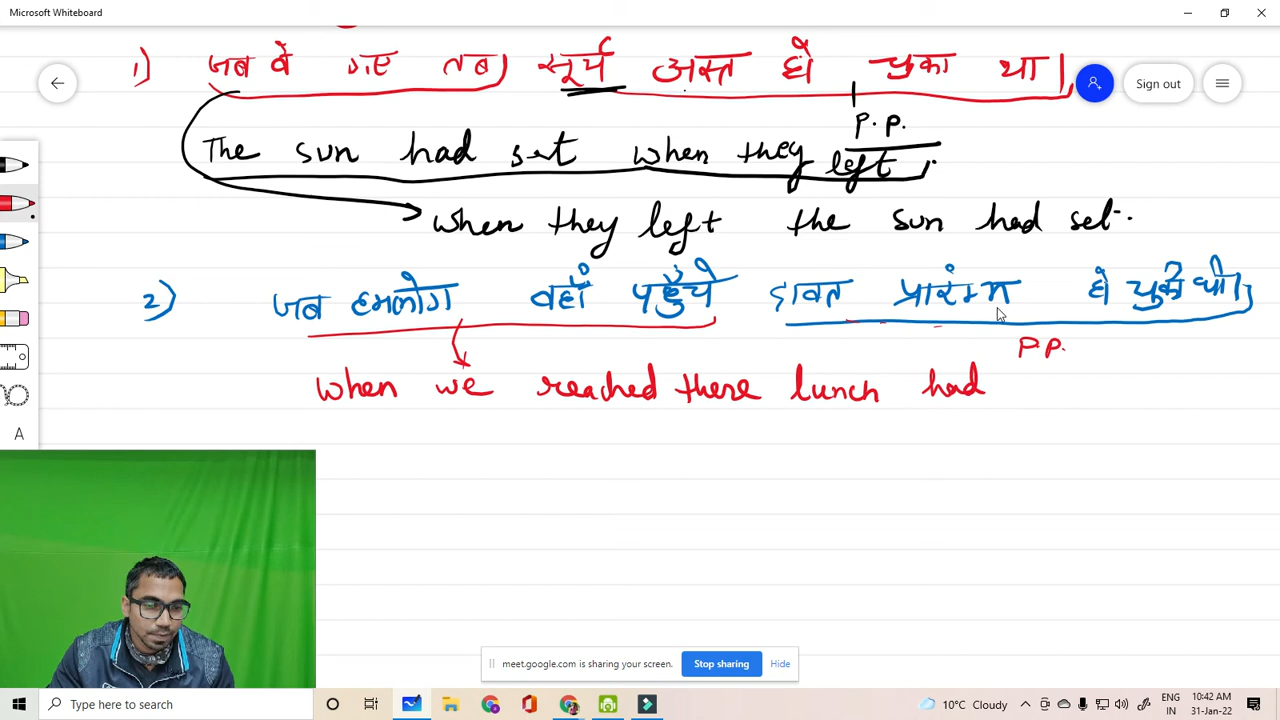 Microsoft Whiteboard
Sign out
1) जब वे गए तब सूर्य अस्त हो चुका था।
P.P.
The sun had set when they left.
when they left the sun had set.
2) जब हमलोग वहाँ पहुँचे दावत प्रारंम्भ हो चुकी थी।
P.P.
when we reached there lunch had
A
meet.google.com is sharing your screen.
Stop sharing
Hide
Type here to search
10°C Cloudy
ENG
IN
10:42 AM
31-Jan-22